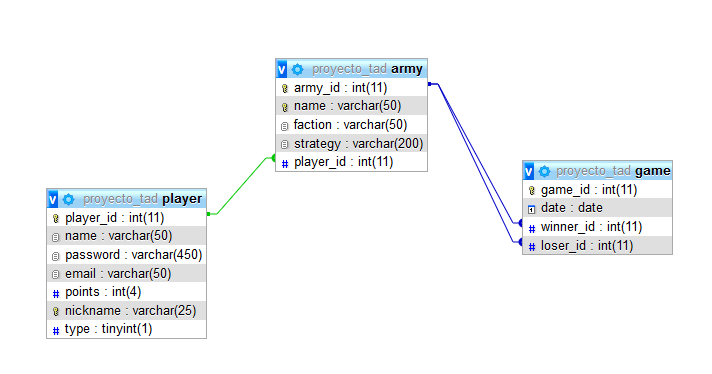 proyecto_tad army
army_id : int(11)
name : varchar(50)
faction : varchar(50)
strategy : varchar(200)
player_id : int(11)
proyecto_tad game
game_id : int(11)
date : date
winner_id : int(11)
loser_id : int(11)
proyecto_tad player
player_id : int(11)
name : varchar(50)
password : varchar(450)
email : varchar(50)
points : int(4)
nickname : varchar(25)
type : tinyint(1)